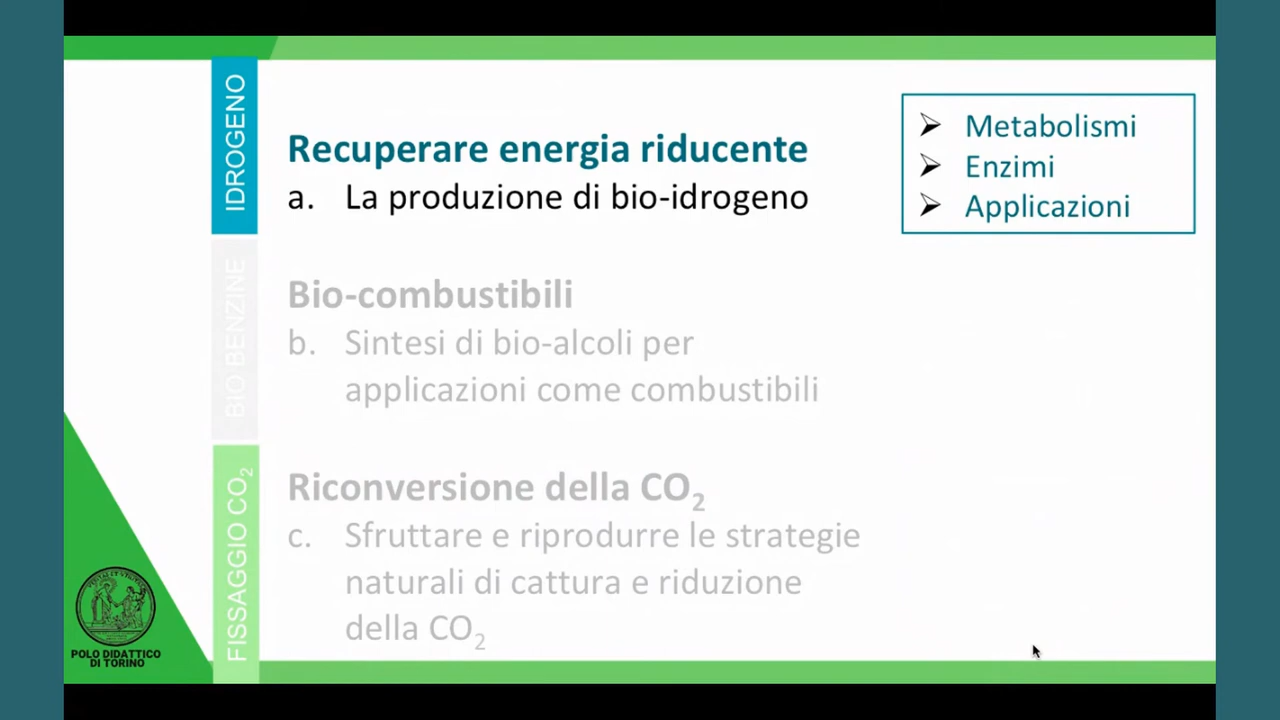 IDROGENO
Recuperare energia riducente
a. La produzione di bio-idrogeno
➢ Metabolismi
➢ Enzimi
➢ Applicazioni
BIO BENZINE
Bio-combustibili
b. Sintesi di bio-alcoli per
applicazioni come combustibili
FISSAGGIO CO₂
Riconversione della CO₂
c. Sfruttare e riprodurre le strategie
naturali di cattura e riduzione
della CO₂
POLO DIDATTICO
DI TORINO